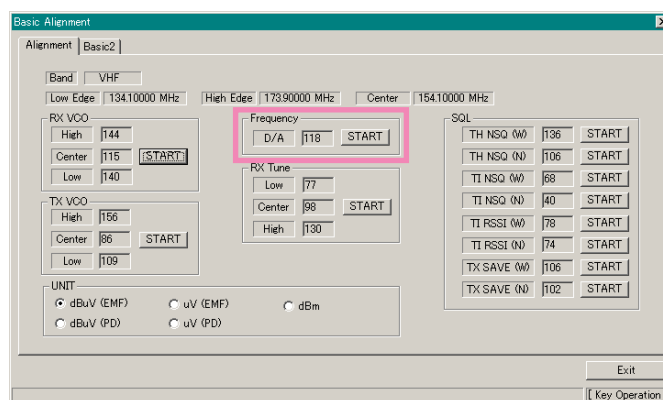 Basic Alignment
Alignment Basic2
Band VHF
Low Edge 134.10000 MHz High Edge 173.90000 MHz Center 154.10000 MHz
RX VCO
High 144
Center 115 START
Low 140
TX VCO
High 156
Center 86 START
Low 109
Frequency
D/A 118 START
RX Tune
Low 77
Center 98 START
High 130
SQL
TH NSQ (W) 136 START
TH NSQ (N) 106 START
TI NSQ (W) 68 START
TI NSQ (N) 40 START
TI RSSI (W) 78 START
TI RSSI (N) 74 START
TX SAVE (W) 106 START
TX SAVE (N) 102 START
UNIT
dBuV (EMF) uV (EMF) dBm
dBuV (PD) uV (PD)
Exit
[ Key Operation